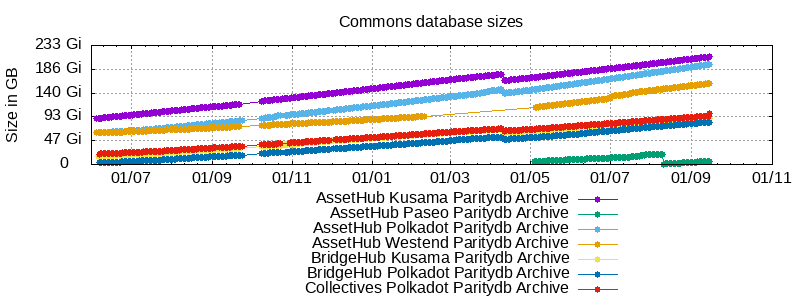 Commons database sizes
Size in GB
233 Gi
186 Gi
140 Gi
93 Gi
47 Gi
0
01/07 01/09 01/11 01/01 01/03 01/05 01/07 01/09 01/11
AssetHub Kusama Paritydb Archive
AssetHub Paseo Paritydb Archive
AssetHub Polkadot Paritydb Archive
AssetHub Westend Paritydb Archive
BridgeHub Kusama Paritydb Archive
BridgeHub Polkadot Paritydb Archive
Collectives Polkadot Paritydb Archive